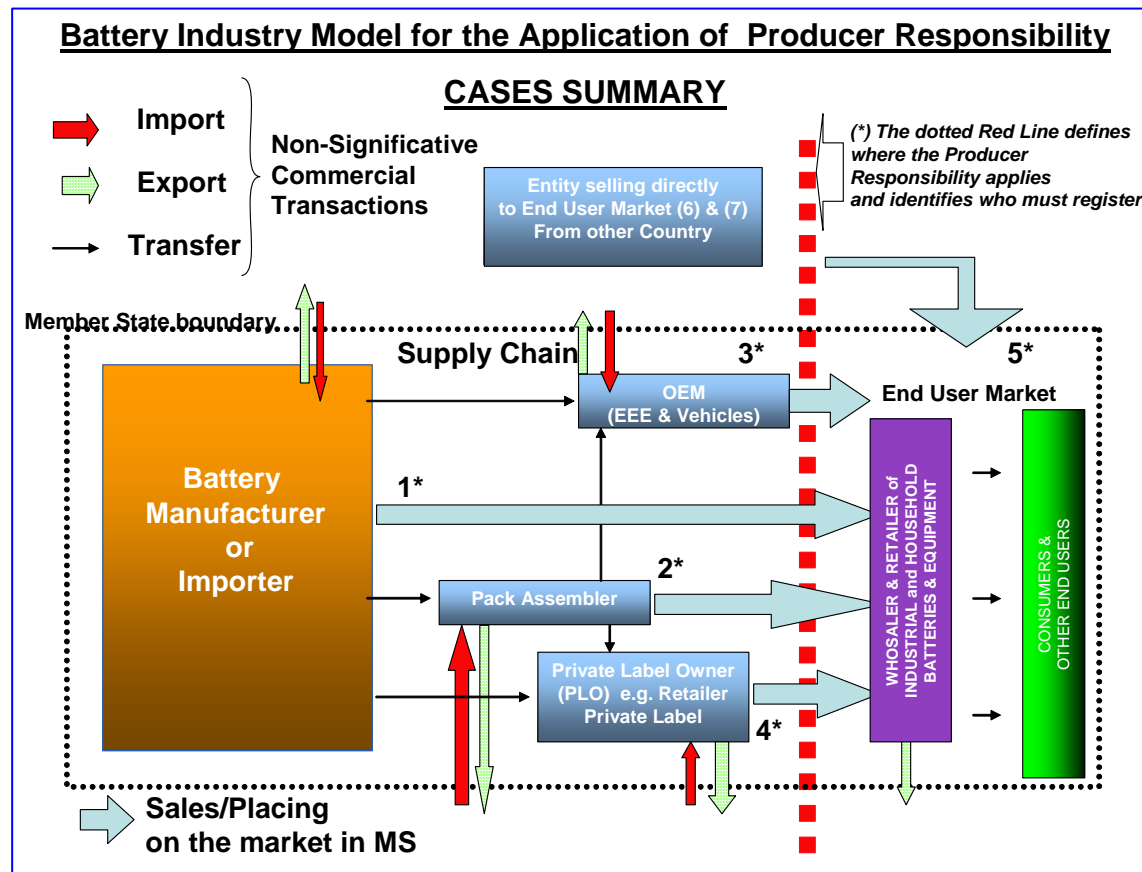 Battery Industry Model for the Application of Producer Responsibility
CASES SUMMARY
Import
Export
Transfer
Non-Significative
Commercial
Transactions
Entity selling directly
to End User Market (6) & (7)
From other Country
(*) The dotted Red Line defines
where the Producer
Responsibility applies
and identifies who must register
Member State boundary
Supply Chain
3*
5*
OEM
(EEE & Vehicles)
End User Market
Battery
Manufacturer
or
Importer
1*
2*
Pack Assembler
Private Label Owner
(PLO) e.g. Retailer
Private Label
4*
WHOSALER & RETAILER of
INDUSTRIAL and HOUSEHOLD
BATTERIES & EQUIPMENT
CONSUMERS &
OTHER END USERS
Sales/Placing
on the market in MS